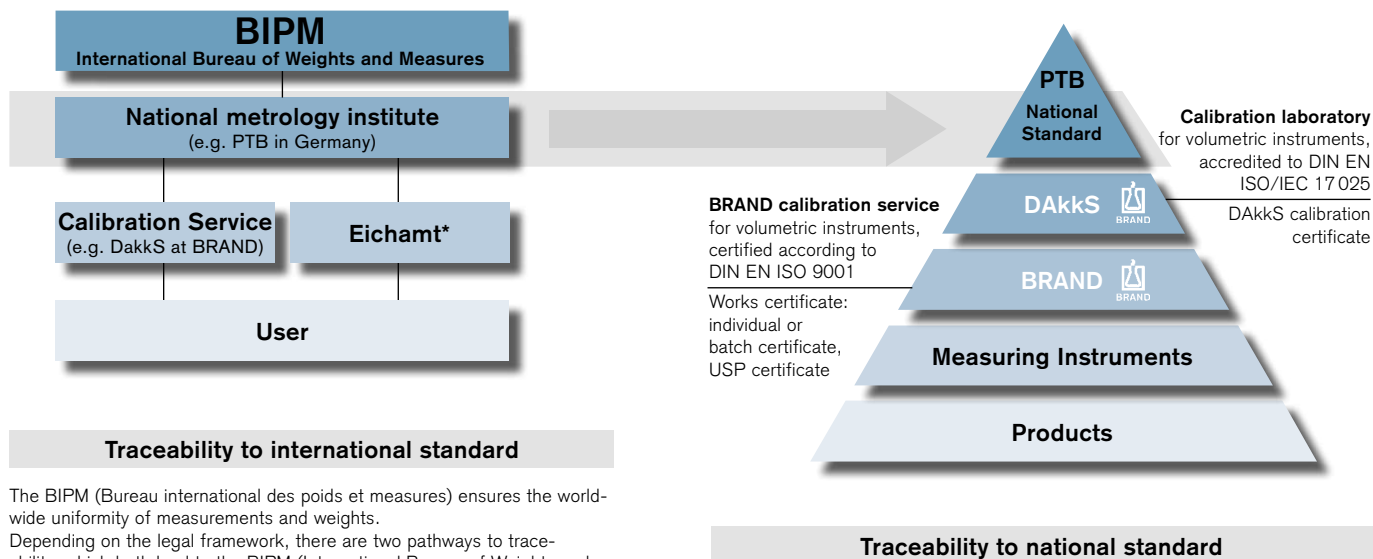 BIPM
International Bureau of Weights and Measures
National metrology institute
(e.g. PTB in Germany)
Calibration Service
(e.g. DakkS at BRAND)
Eichamt*
User
Traceability to international standard
The BIPM (Bureau international des poids et measures) ensures the world-
wide uniformity of measurements and weights.
Depending on the legal framework, there are two pathways to trace-
PTB
National
Standard
Calibration laboratory
for volumetric instruments,
accredited to DIN EN
ISO/IEC 17025
DAkkS calibration
certificate
DAkkS
BRAND
BRAND calibration service
for volumetric instruments,
certified according to
DIN EN ISO 9001
Works certificate:
individual or
batch certificate,
USP certificate
BRAND
BRAND
Measuring Instruments
Products
Traceability to national standard